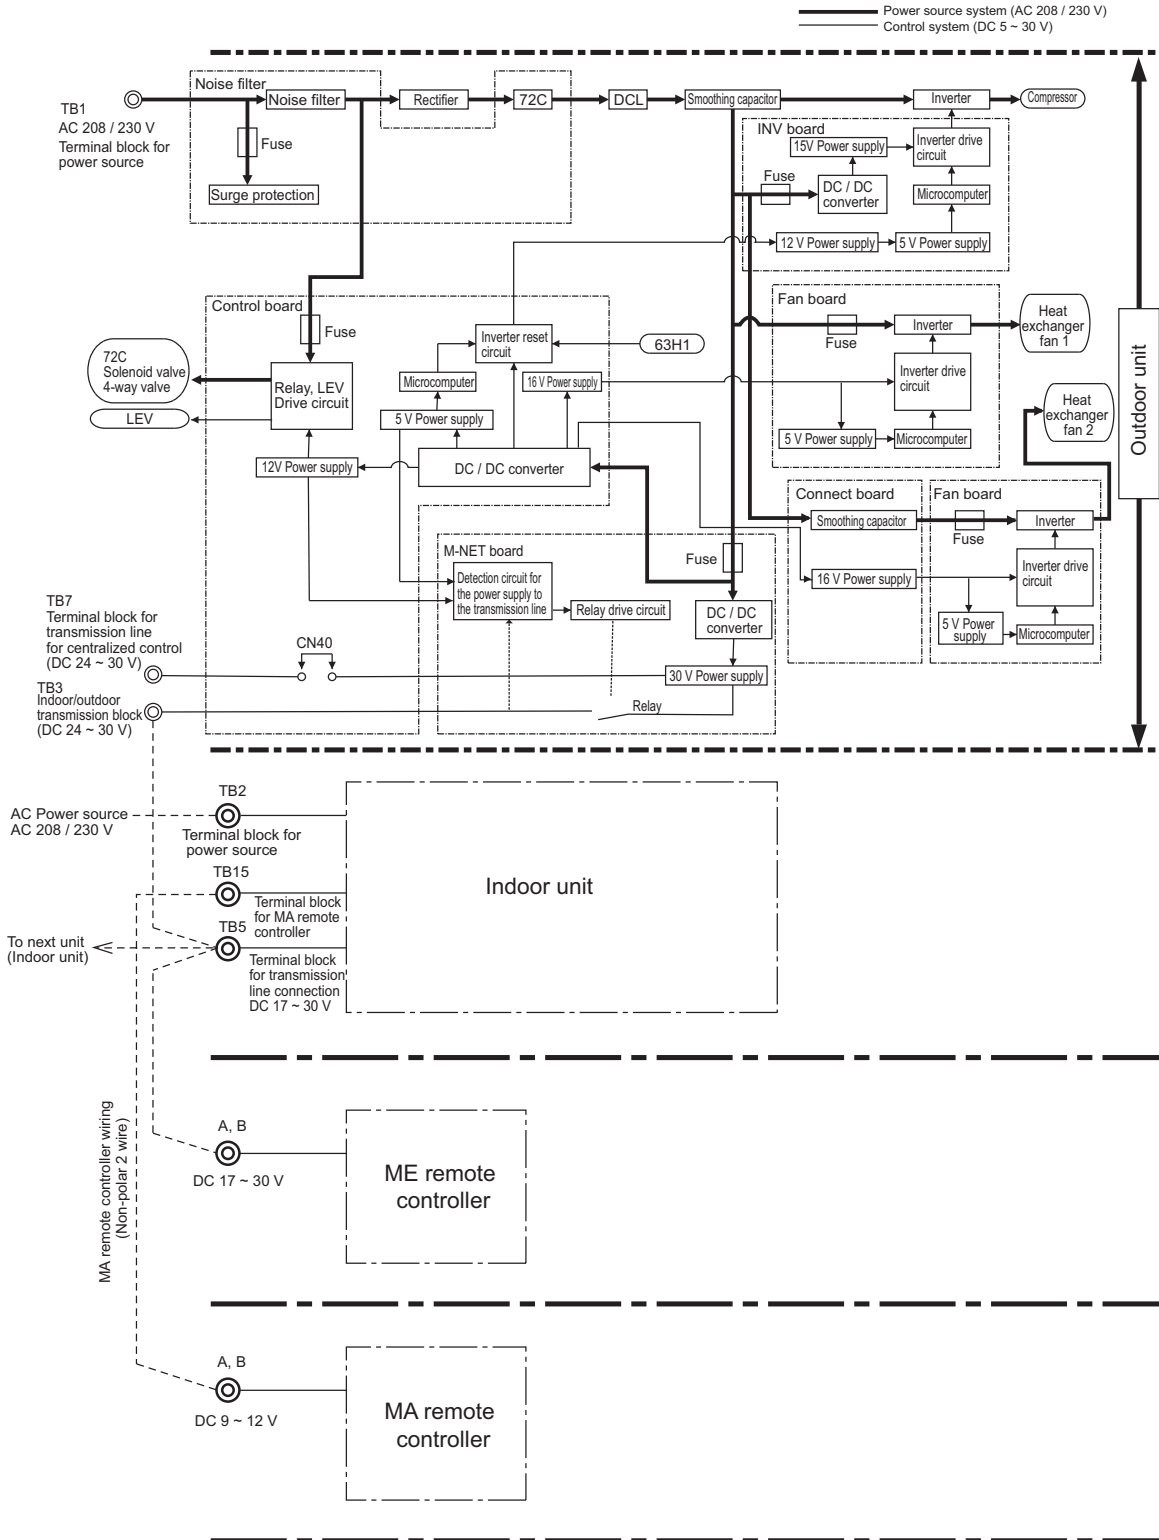 Power source system (AC 208 / 230 V)
Control system (DC 5 ~ 30 V)
Noise filter
Noise filter
Rectifier
72C
DCL
Smoothing capacitor
Inverter
Compressor
TB1
AC 208 / 230 V
Terminal block for
power source
Fuse
Surge protection
INV board
15V Power supply
Inverter drive
circuit
Fuse
DC / DC
converter
Microcomputer
12 V Power supply
5 V Power supply
Control board
Fuse
Inverter reset
circuit
63H1
72C
Solenoid valve
4-way valve
LEV
Relay, LEV
Drive circuit
Microcomputer
16 V Power supply
5 V Power supply
12V Power supply
DC / DC converter
Fan board
Fuse
Inverter
Heat
exchanger
fan 1
Inverter drive
circuit
5 V Power supply
Microcomputer
Heat
exchanger
fan 2
Outdoor unit
Connect board
Smoothing capacitor
16 V Power supply
Fan board
Fuse
Inverter
Inverter drive
circuit
5 V Power
supply
Microcomputer
M-NET board
Fuse
Detection circuit for
the power supply to
the transmission line
Relay drive circuit
DC / DC
converter
30 V Power supply
Relay
TB7
Terminal block for
transmission line
for centralized control
(DC 24 ~ 30 V)
CN40
TB3
Indoor/outdoor
transmission block
(DC 24 ~ 30 V)
AC Power source
AC 208 / 230 V
TB2
Terminal block for
power source
TB15
Terminal block
for MA remote
controller
Indoor unit
To next unit
(Indoor unit)
TB5
Terminal block
for transmission
line connection
DC 17 ~ 30 V
MA remote controller wiring
(Non-polar 2 wire)
A, B
DC 17 ~ 30 V
ME remote
controller
A, B
DC 9 ~ 12 V
MA remote
controller